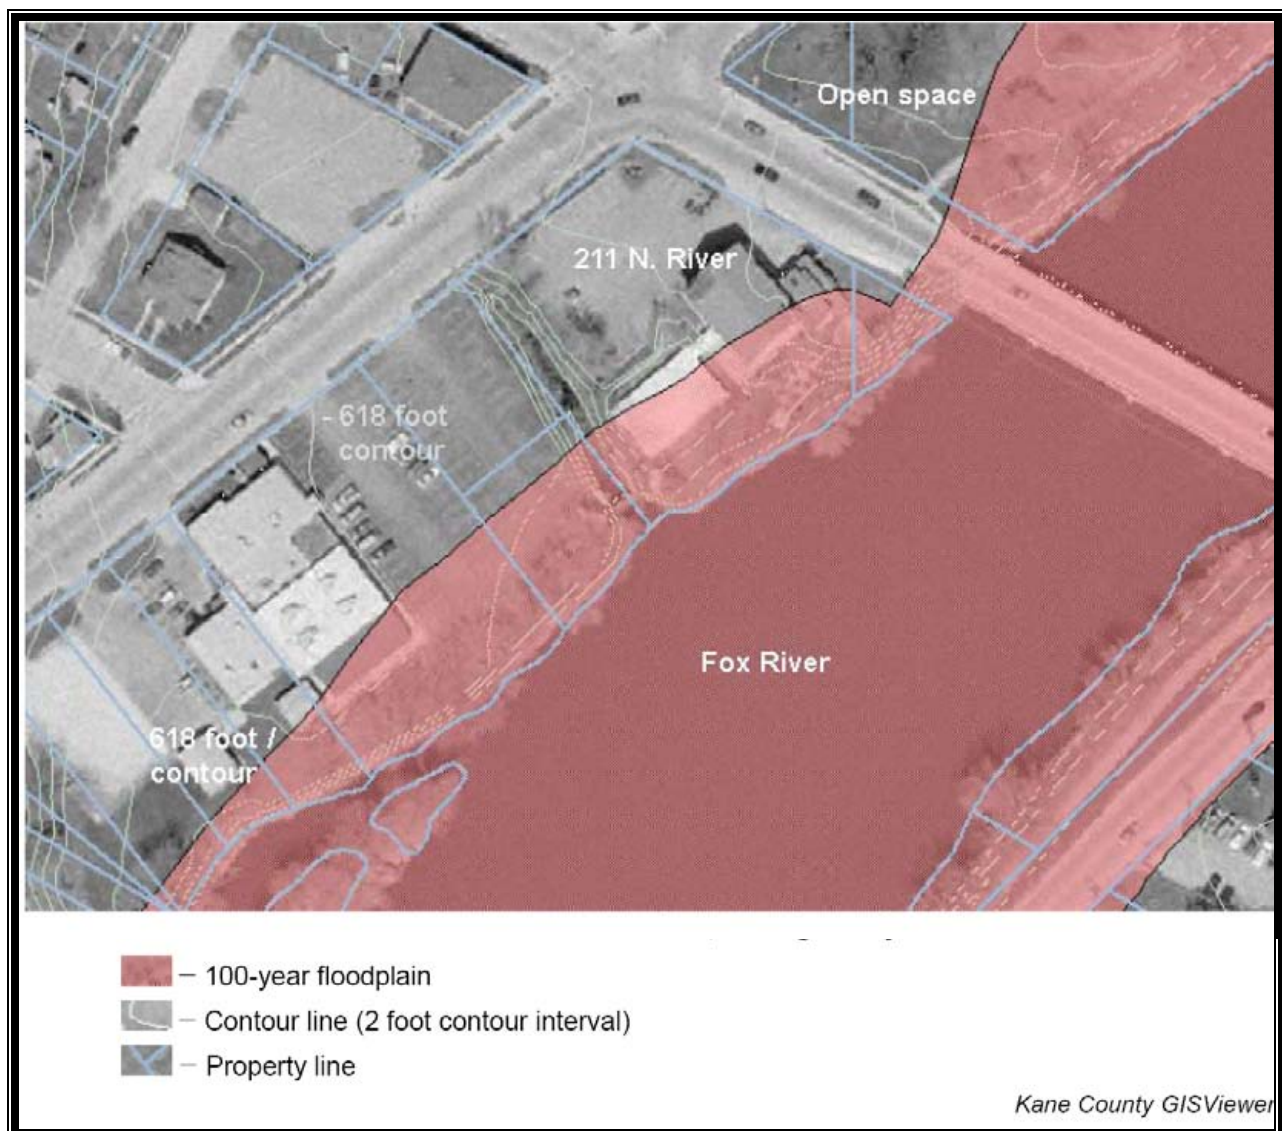 Open space
211 N. River
- 618 foot
contour
Fox River
618 foot /
contour
100-year floodplain
Contour line (2 foot contour interval)
Property line
Kane County GISViewer